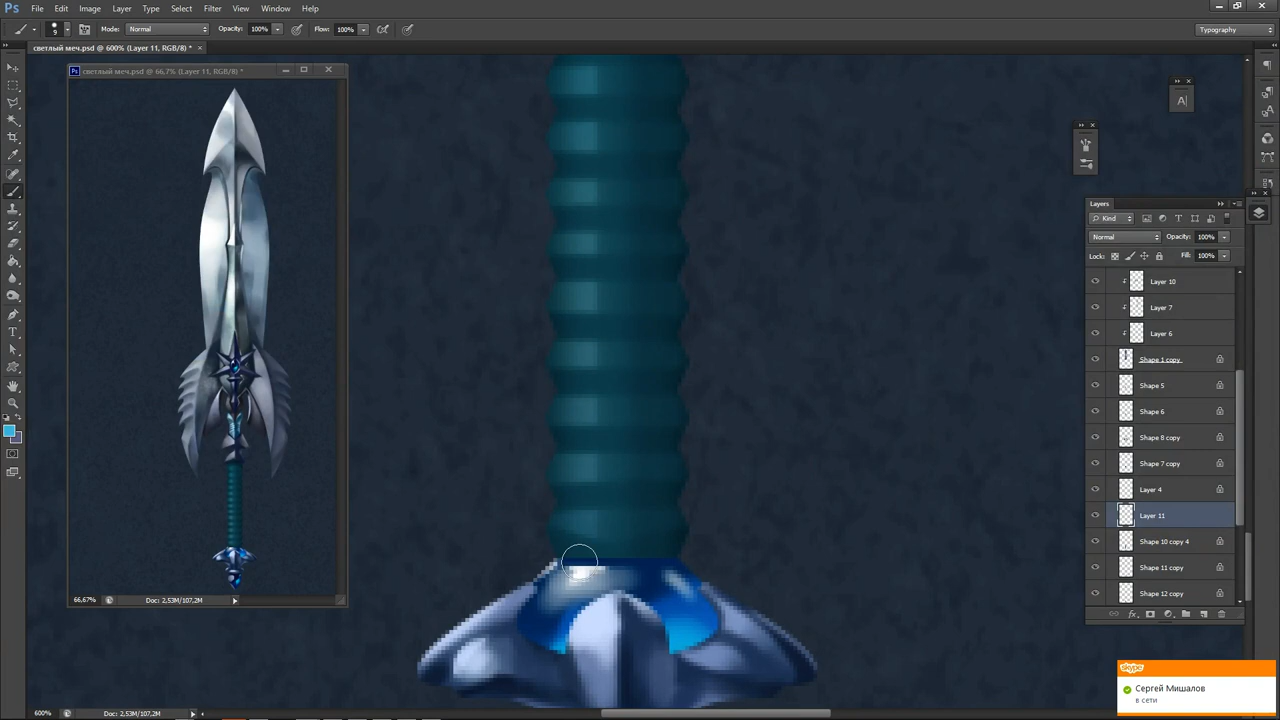 Ps File Edit Image Layer Type Select Filter View Window Help
9 Mode: Normal Opacity: 100% Flow: 100% Typography
светлый меч.psd @ 600% (Layer 11, RGB/8) * ×
Ps светлый меч.psd @ 66,7% (Layer 11, RGB/8) *
A|
Layers
Kind
Normal Opacity: 100%
Lock: Fill: 100%
Layer 10
Layer 7
Layer 6
Shape 1 copy
Shape 5
Shape 6
Shape 8 copy
Shape 7 copy
Layer 4
Layer 11
Shape 10 copy 4
Shape 11 copy
Shape 12 copy
fx
66,67% Doc: 2,53M/107,2M
skype
Сергей Мишалов
в сети
600% Doc: 2,53M/107,2M